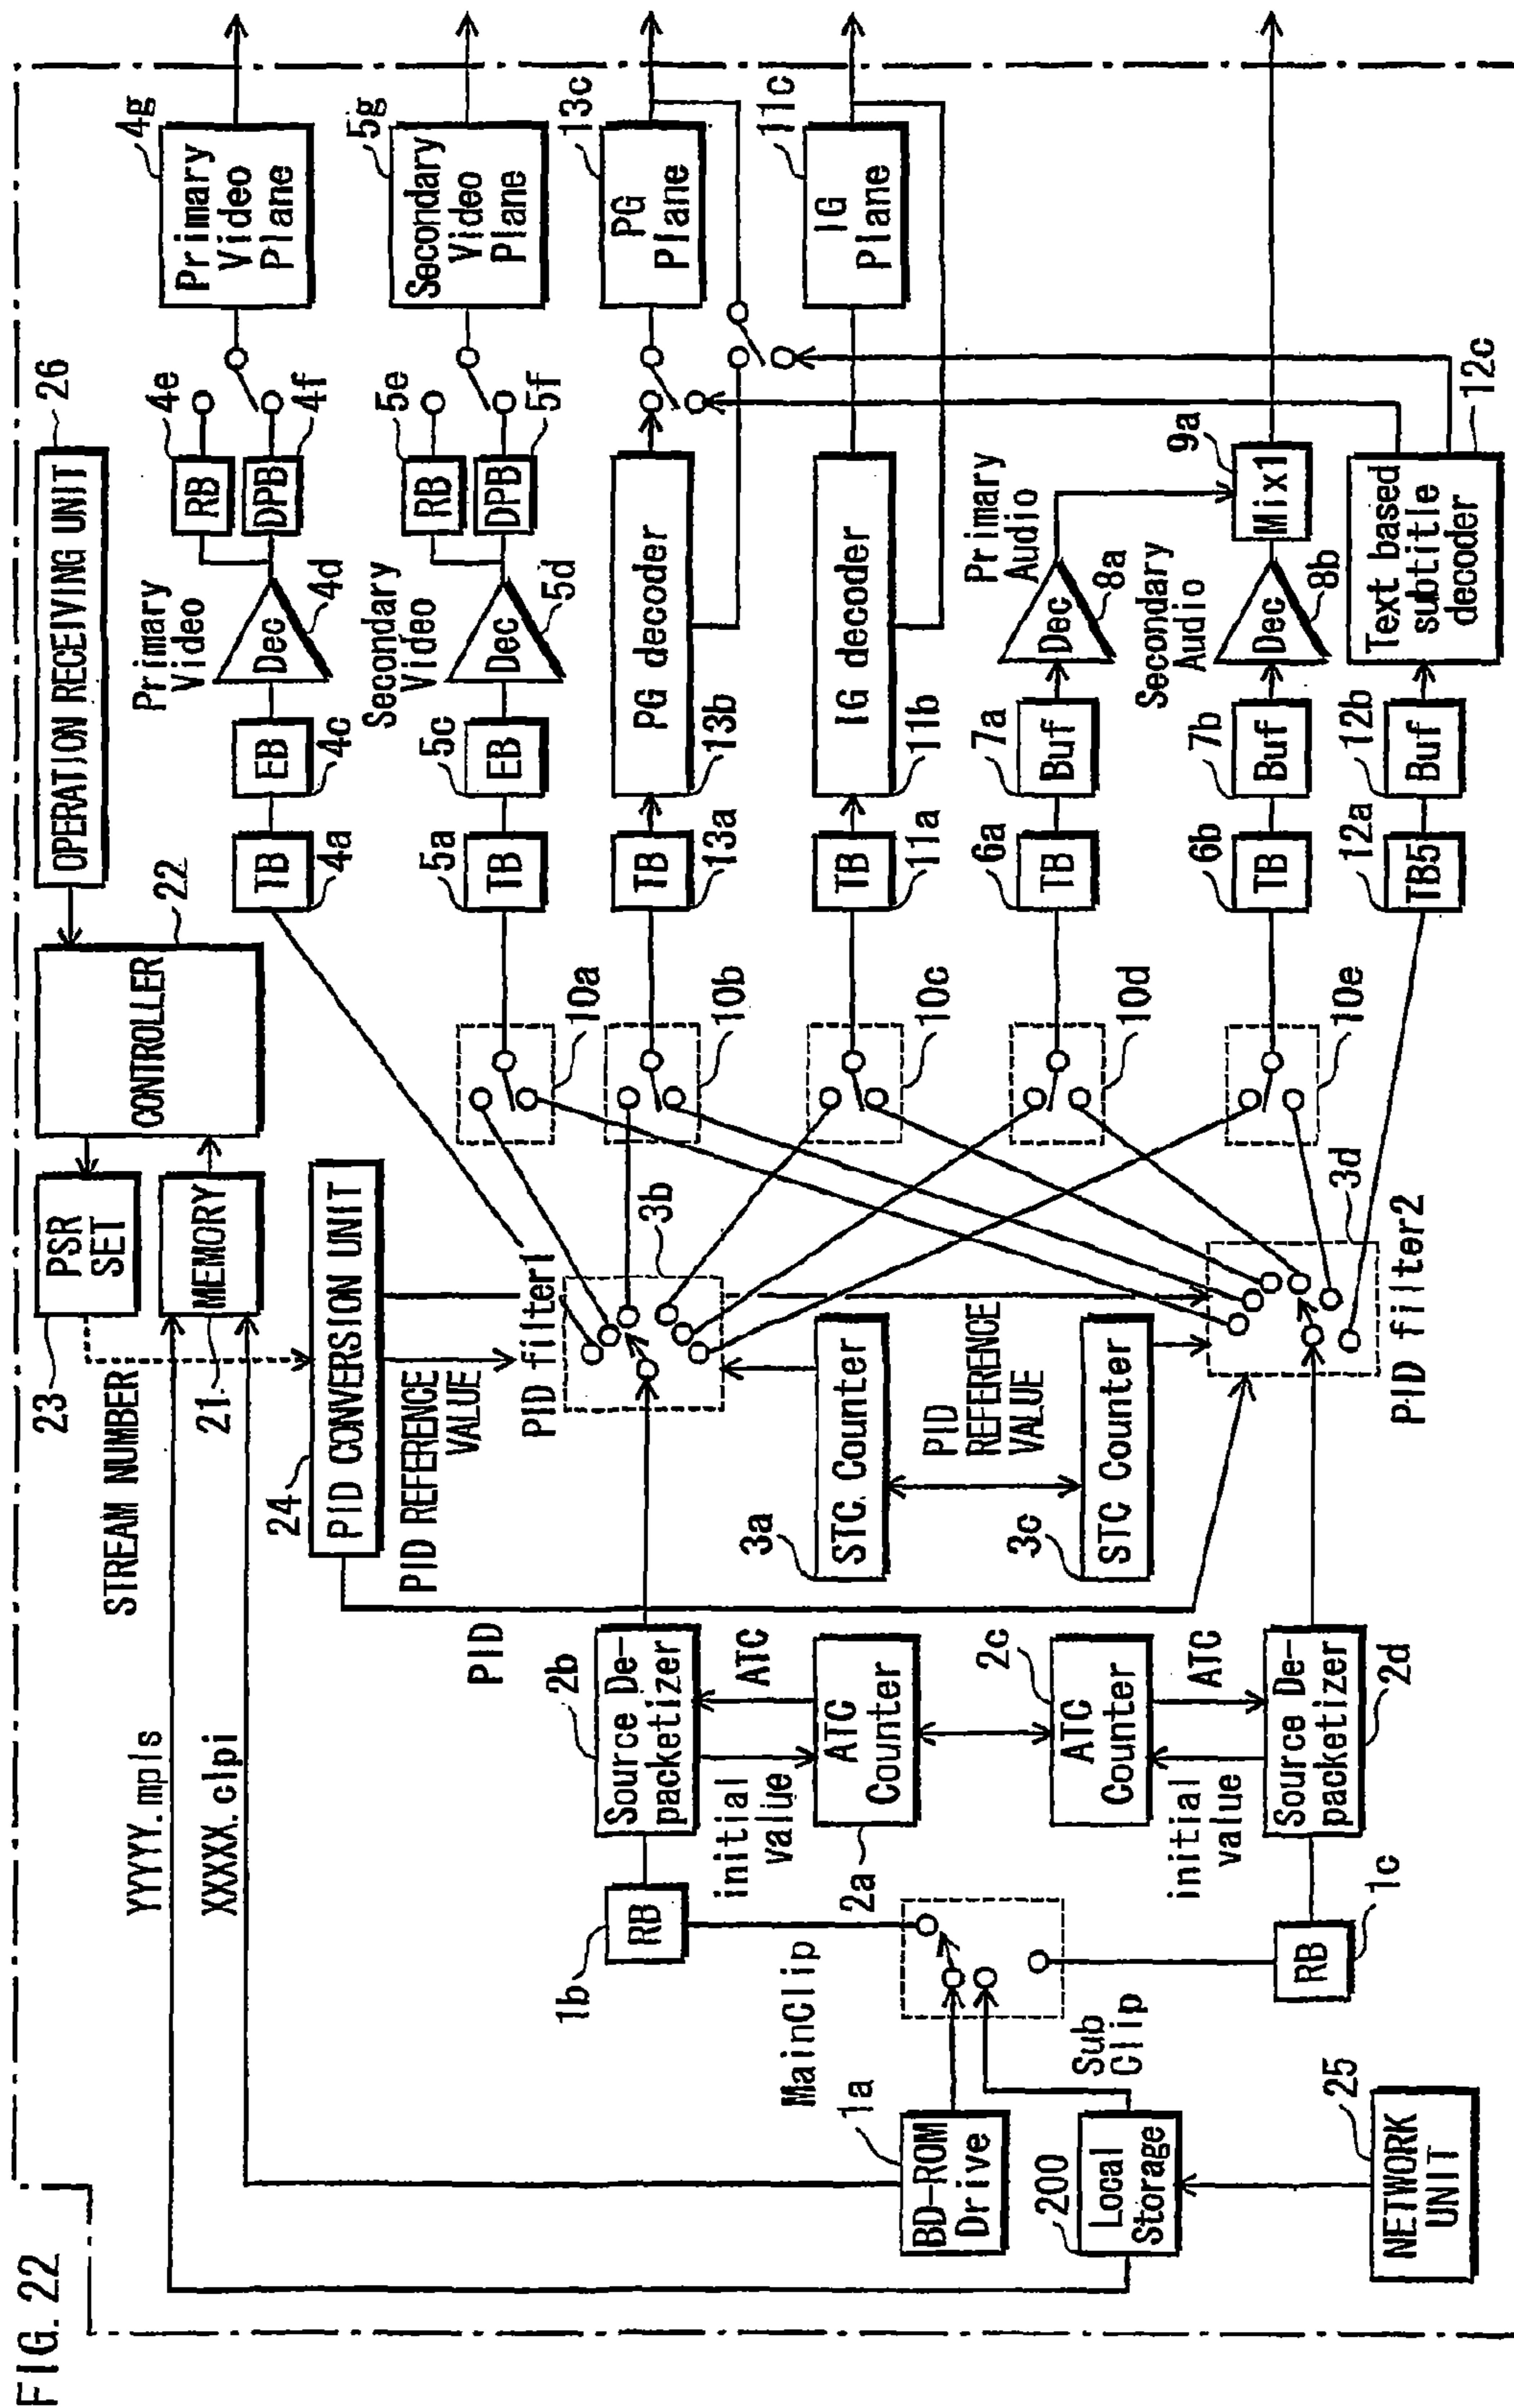 FIG. 22
YYYYY.mpls
XXXXX.clpi
STREAM NUMBER
23
PSR
SET
CONTROLLER
22
OPERATION RECEIVING UNIT
26
21
MEMORY
24
PID CONVERSION UNIT
PID REFERENCE
VALUE
PID
PID filter1
3b
TB
4a
EB
4c
Primary
Video
Dec
4d
RB
4e
DPB
4f
Primary
Video
Plane
4g
10a
5a
TB
5c
EB
Secondary
Video
Dec
5d
RB
5e
DPB
5f
Secondary
Video
Plane
5g
1b
RB
2b
Source De-
packetizer
10b
TB
13a
PG decoder
13b
PG
Plane
13c
initial
value
ATC
2a
ATC
Counter
3a
STC Counter
10c
TB
11a
IG decoder
11b
IG
Plane
11c
MainClip
1a
BD-ROM
Drive
PID
REFERENCE
VALUE
200
Local
Storage
Sub
Clip
2c
ATC
Counter
3c
STC Counter
10d
6a
TB
7a
Buf
Primary
Audio
Dec
8a
initial
value
ATC
RB
1c
Source De-
packetizer
2d
3d
PID filter2
10e
6b
TB
7b
Buf
Secondary
Audio
Dec
8b
9a
Mix1
25
NETWORK
UNIT
12a
TB5
12b
Buf
Text based
subtitle
decoder
12c